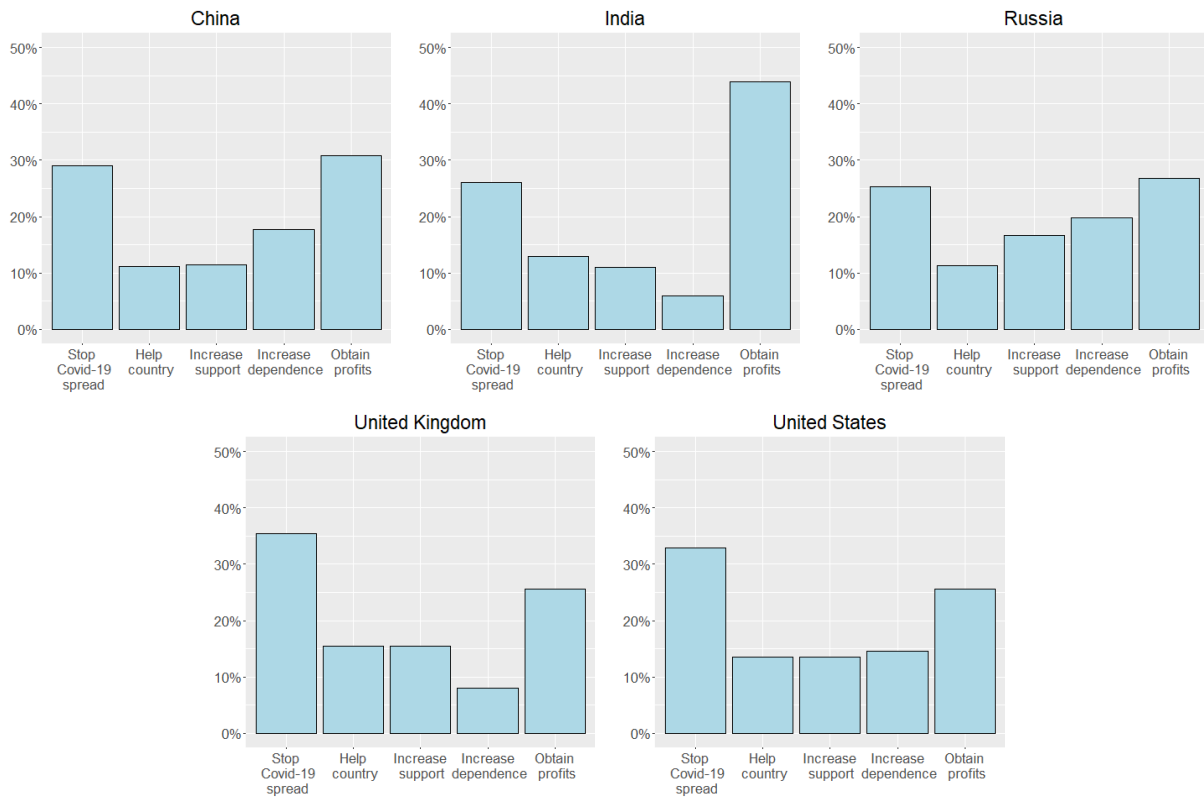 China
50%
40%
30%
20%
10%
0%
Stop Covid-19 spread
Help country
Increase support
Increase dependence
Obtain profits
India
50%
40%
30%
20%
10%
0%
Stop Covid-19 spread
Help country
Increase support
Increase dependence
Obtain profits
Russia
50%
40%
30%
20%
10%
0%
Stop Covid-19 spread
Help country
Increase support
Increase dependence
Obtain profits
United Kingdom
50%
40%
30%
20%
10%
0%
Stop Covid-19 spread
Help country
Increase support
Increase dependence
Obtain profits
United States
50%
40%
30%
20%
10%
0%
Stop Covid-19 spread
Help country
Increase support
Increase dependence
Obtain profits